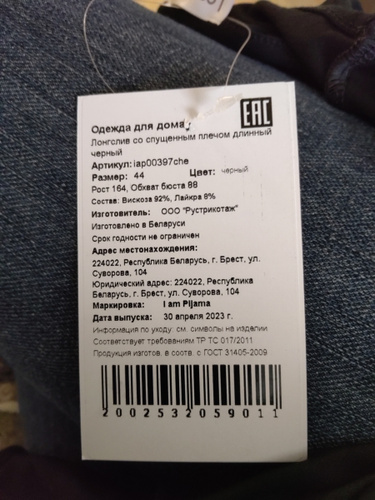 EAC
Одежда для дома
Лонгслив со спущенным плечом длинный
черный
Артикул: iap00397che
Размер: 44 Цвет: черный
Рост 164, Обхват бюста 88
Состав: Вискоза 92%, Лайкра 8%
Изготовитель: ООО "Рустрикотаж"
Изготовлено в Беларуси
Срок годности не ограничен
Адрес местонахождения:
224022, Республика Беларусь, г. Брест, ул.
Суворова, 104
Юридический адрес: 224022, Республика
Беларусь, г. Брест, ул. Суворова, 104
Маркировка: I am Pijama
Дата выпуска: 30 апреля 2023 г.
Информация по уходу: см. символы на изделии
Соответствует требованиям ТР ТС 017/2011
Продукция изготов. в соотв. с ГОСТ 31405-2009
2002532059011